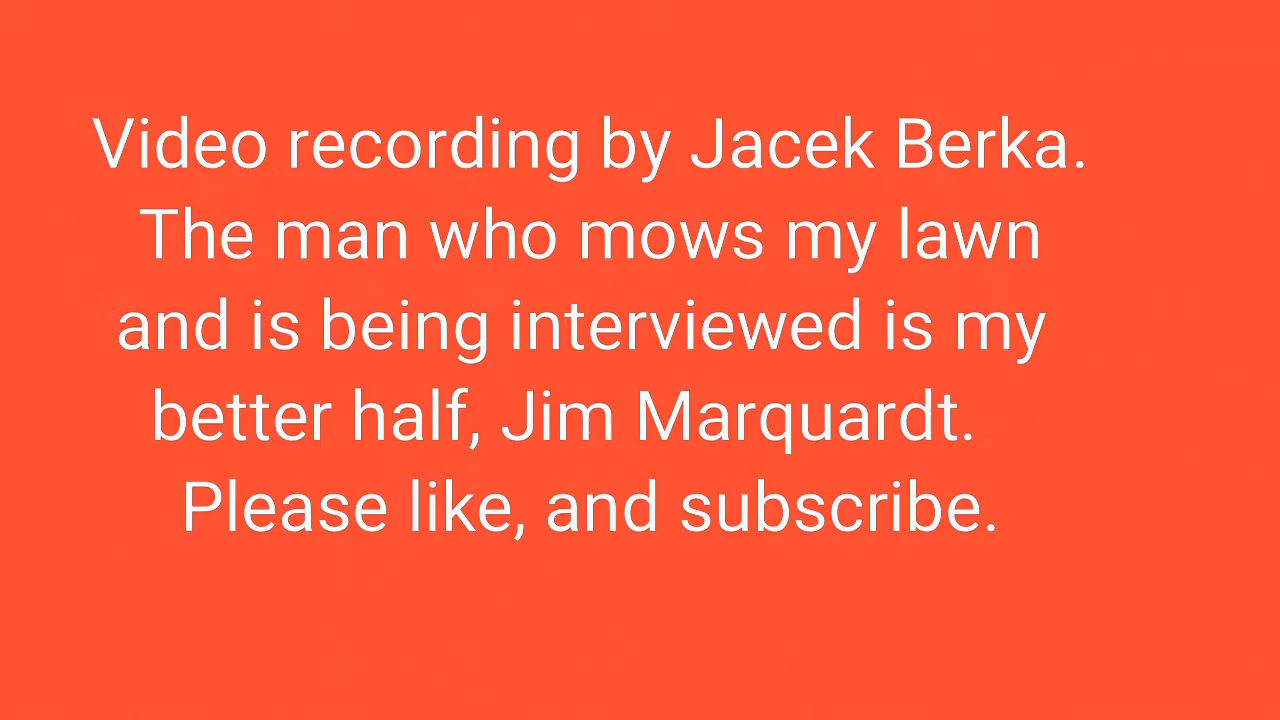 Video recording by Jacek Berka.
The man who mows my lawn
and is being interviewed is my
better half, Jim Marquardt.
Please like, and subscribe.